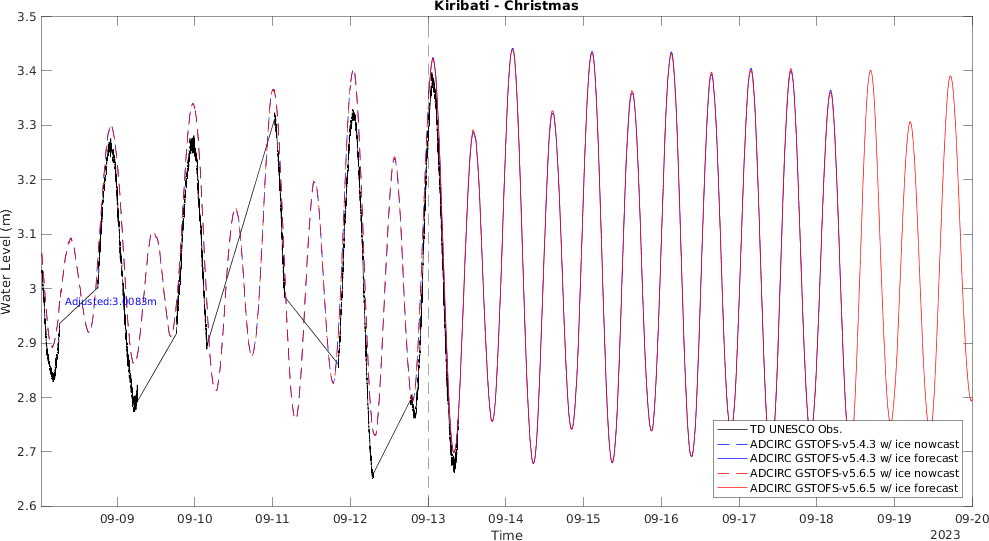 Kiribati - Christmas
3.5
3.4
3.3
3.2
3.1
3
2.9
2.8
2.7
2.6
Water Level (m)
Adjusted:3.0083m
TD UNESCO Obs.
ADCIRC GSTOFS-v5.4.3 w/ ice nowcast
ADCIRC GSTOFS-v5.4.3 w/ ice forecast
ADCIRC GSTOFS-v5.6.5 w/ ice nowcast
ADCIRC GSTOFS-v5.6.5 w/ ice forecast
09-09 09-10 09-11 09-12 09-13 09-14 09-15 09-16 09-17 09-18 09-19 09-20
Time
2023